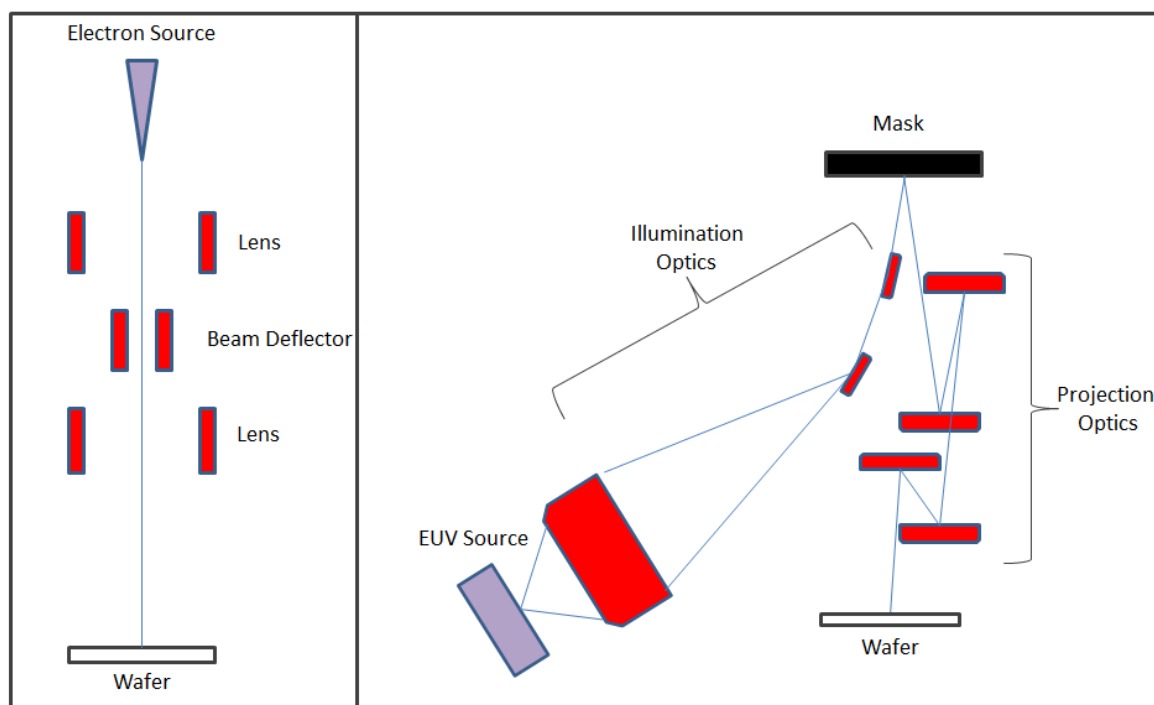 Electron Source
Lens
Beam Deflector
Lens
Wafer
Mask
Illumination
Optics
Projection
Optics
EUV Source
Wafer